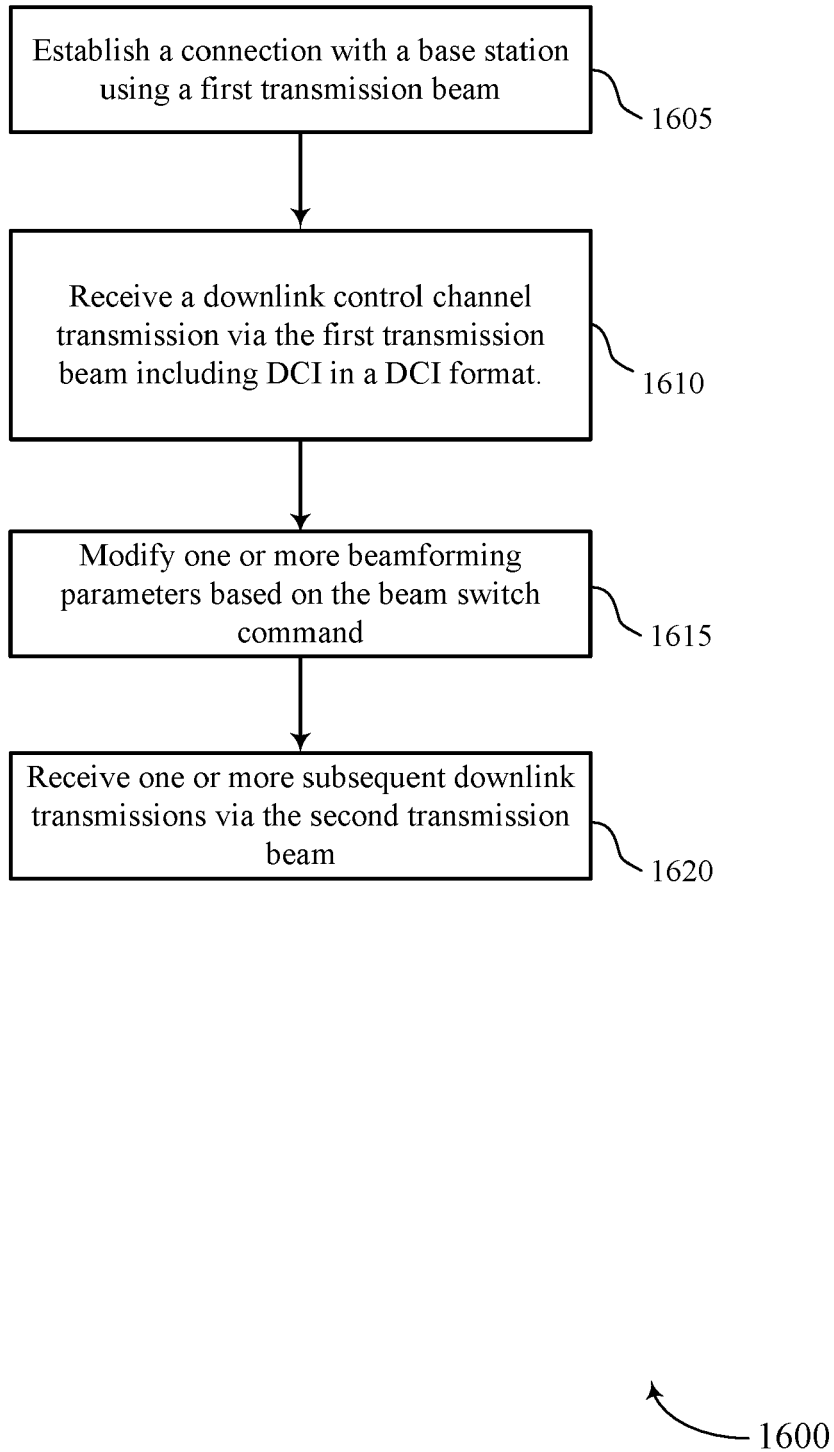 Establish a connection with a base station
using a first transmission beam
1605
Receive a downlink control channel
transmission via the first transmission
beam including DCI in a DCI format.
1610
Modify one or more beamforming
parameters based on the beam switch
command
1615
Receive one or more subsequent downlink
transmissions via the second transmission
beam
1620
1600